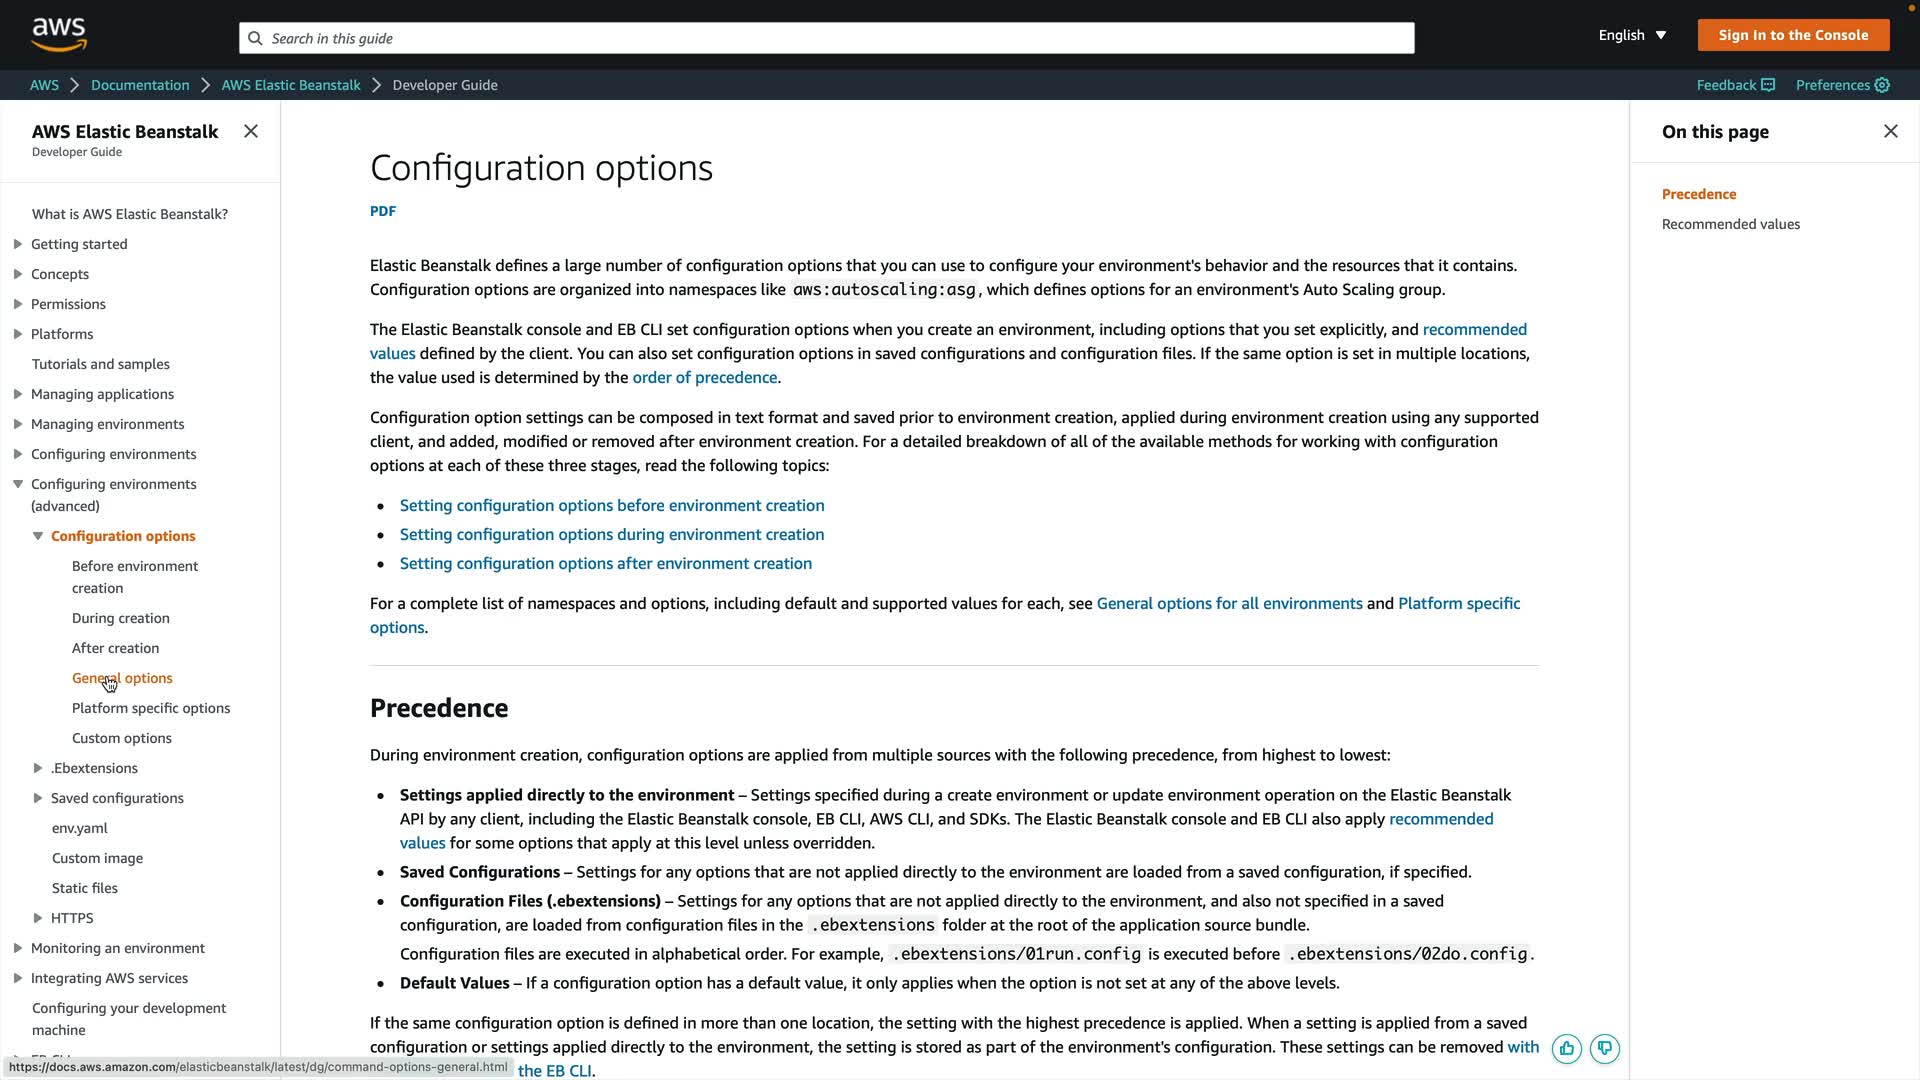 aws
Search in this guide
English
Sign In to the Console
AWS
Documentation
AWS Elastic Beanstalk
Developer Guide
Feedback
Preferences
AWS Elastic Beanstalk
Developer Guide
What is AWS Elastic Beanstalk?
Getting started
Concepts
Permissions
Platforms
Tutorials and samples
Managing applications
Managing environments
Configuring environments
Configuring environments
(advanced)
Configuration options
Before environment
creation
During creation
After creation
General options
Platform specific options
Custom options
.Ebextensions
Saved configurations
env.yaml
Custom image
Static files
HTTPS
Monitoring an environment
Integrating AWS services
Configuring your development
machine
https://docs.aws.amazon.com/elasticbeanstalk/latest/dg/command-options-general.html
Configuration options
PDF
Elastic Beanstalk defines a large number of configuration options that you can use to configure your environment's behavior and the resources that it contains.
Configuration options are organized into namespaces like aws:autoscaling:asg, which defines options for an environment's Auto Scaling group.
The Elastic Beanstalk console and EB CLI set configuration options when you create an environment, including options that you set explicitly, and recommended
values defined by the client. You can also set configuration options in saved configurations and configuration files. If the same option is set in multiple locations,
the value used is determined by the order of precedence.
Configuration option settings can be composed in text format and saved prior to environment creation, applied during environment creation using any supported
client, and added, modified or removed after environment creation. For a detailed breakdown of all of the available methods for working with configuration
options at each of these three stages, read the following topics:
• Setting configuration options before environment creation
• Setting configuration options during environment creation
• Setting configuration options after environment creation
For a complete list of namespaces and options, including default and supported values for each, see General options for all environments and Platform specific
options.
Precedence
During environment creation, configuration options are applied from multiple sources with the following precedence, from highest to lowest:
• Settings applied directly to the environment – Settings specified during a create environment or update environment operation on the Elastic Beanstalk
API by any client, including the Elastic Beanstalk console, EB CLI, AWS CLI, and SDKs. The Elastic Beanstalk console and EB CLI also apply recommended
values for some options that apply at this level unless overridden.
• Saved Configurations – Settings for any options that are not applied directly to the environment are loaded from a saved configuration, if specified.
• Configuration Files (.ebextensions) – Settings for any options that are not applied directly to the environment, and also not specified in a saved
configuration, are loaded from configuration files in the .ebextensions folder at the root of the application source bundle.
Configuration files are executed in alphabetical order. For example, .ebextensions/01run.config is executed before .ebextensions/02do.config.
• Default Values – If a configuration option has a default value, it only applies when the option is not set at any of the above levels.
If the same configuration option is defined in more than one location, the setting with the highest precedence is applied. When a setting is applied from a saved
configuration or settings applied directly to the environment, the setting is stored as part of the environment's configuration. These settings can be removed with
the EB CLI.
On this page
Precedence
Recommended values